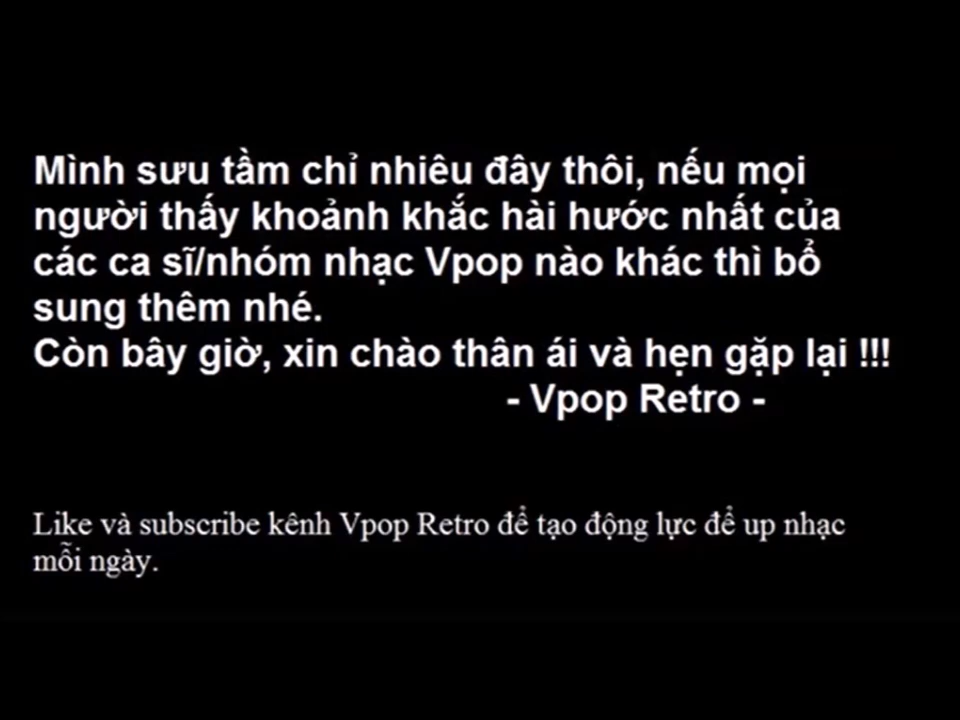 Mình sưu tầm chỉ nhiêu đây thôi, nếu mọi
người thấy khoảnh khắc hài hước nhất của
các ca sĩ/nhóm nhạc Vpop nào khác thì bổ
sung thêm nhé.
Còn bây giờ, xin chào thân ái và hẹn gặp lại !!!
- Vpop Retro -
Like và subscribe kênh Vpop Retro để tạo động lực để up nhạc
mỗi ngày.